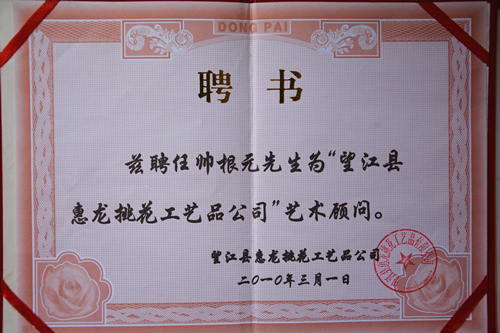 DONG PAI
聘书
兹聘任帅根元先生为“望江县
惠龙挑花工艺品公司”艺术顾问。
望江县惠龙挑花工艺品公司
二〇一〇年三月一日